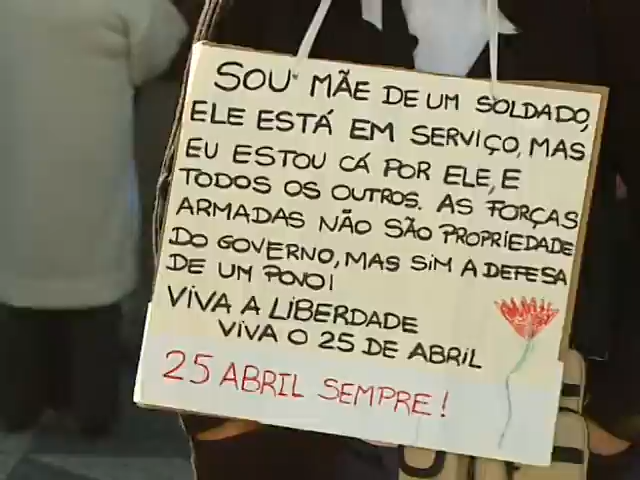 SOU MÃE DE UM SOLDADO,
ELE ESTÁ EM SERVIÇO, MAS
EU ESTOU CÁ POR ELE, E
TODOS OS OUTROS. AS FORÇAS
ARMADAS NÃO SÃO PROPRIEDADE
DO GOVERNO, MAS SIM A DEFESA
DE UM POVO!
VIVA A LIBERDADE
VIVA O 25 DE ABRIL
25 ABRIL SEMPRE!